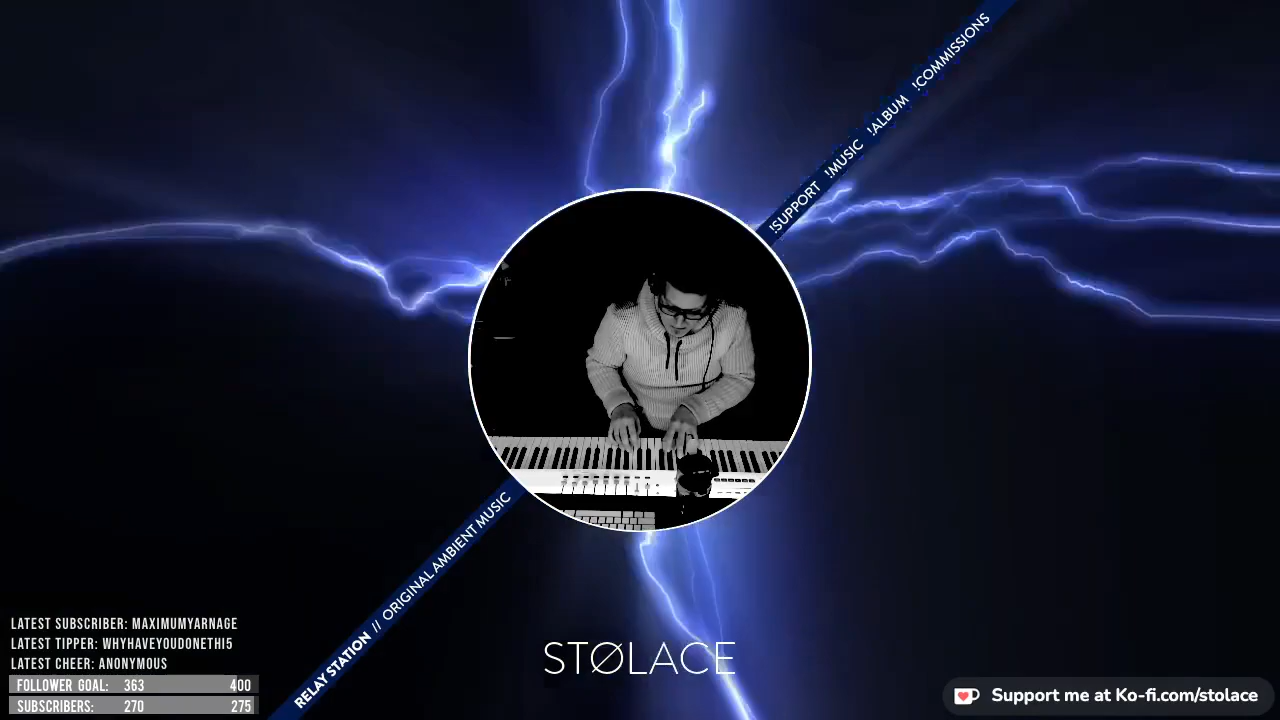 !SUPPORT !MUSIC !ALBUM !COMMISSIONS
RELAY STATION // ORIGINAL AMBIENT MUSIC
STØLACE
LATEST SUBSCRIBER: MAXIMUMYARNAGE
LATEST TIPPER: WHYHAVEYOUDONETHI5
LATEST CHEER: ANONYMOUS
FOLLOWER GOAL: 363 400
SUBSCRIBERS: 270 275
Support me at Ko-fi.com/stolace